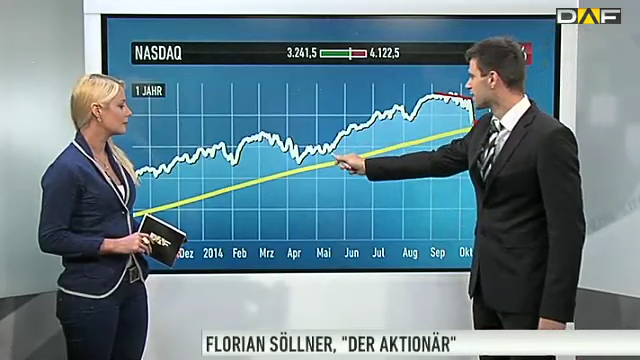 DAF
NASDAQ 3.241,5 4.122,5
1 JAHR
Dez 2014 Feb Mrz Apr Mai Jun Jul Aug Sep Okt
DAF
FLORIAN SÖLLNER, "DER AKTIONÄR"